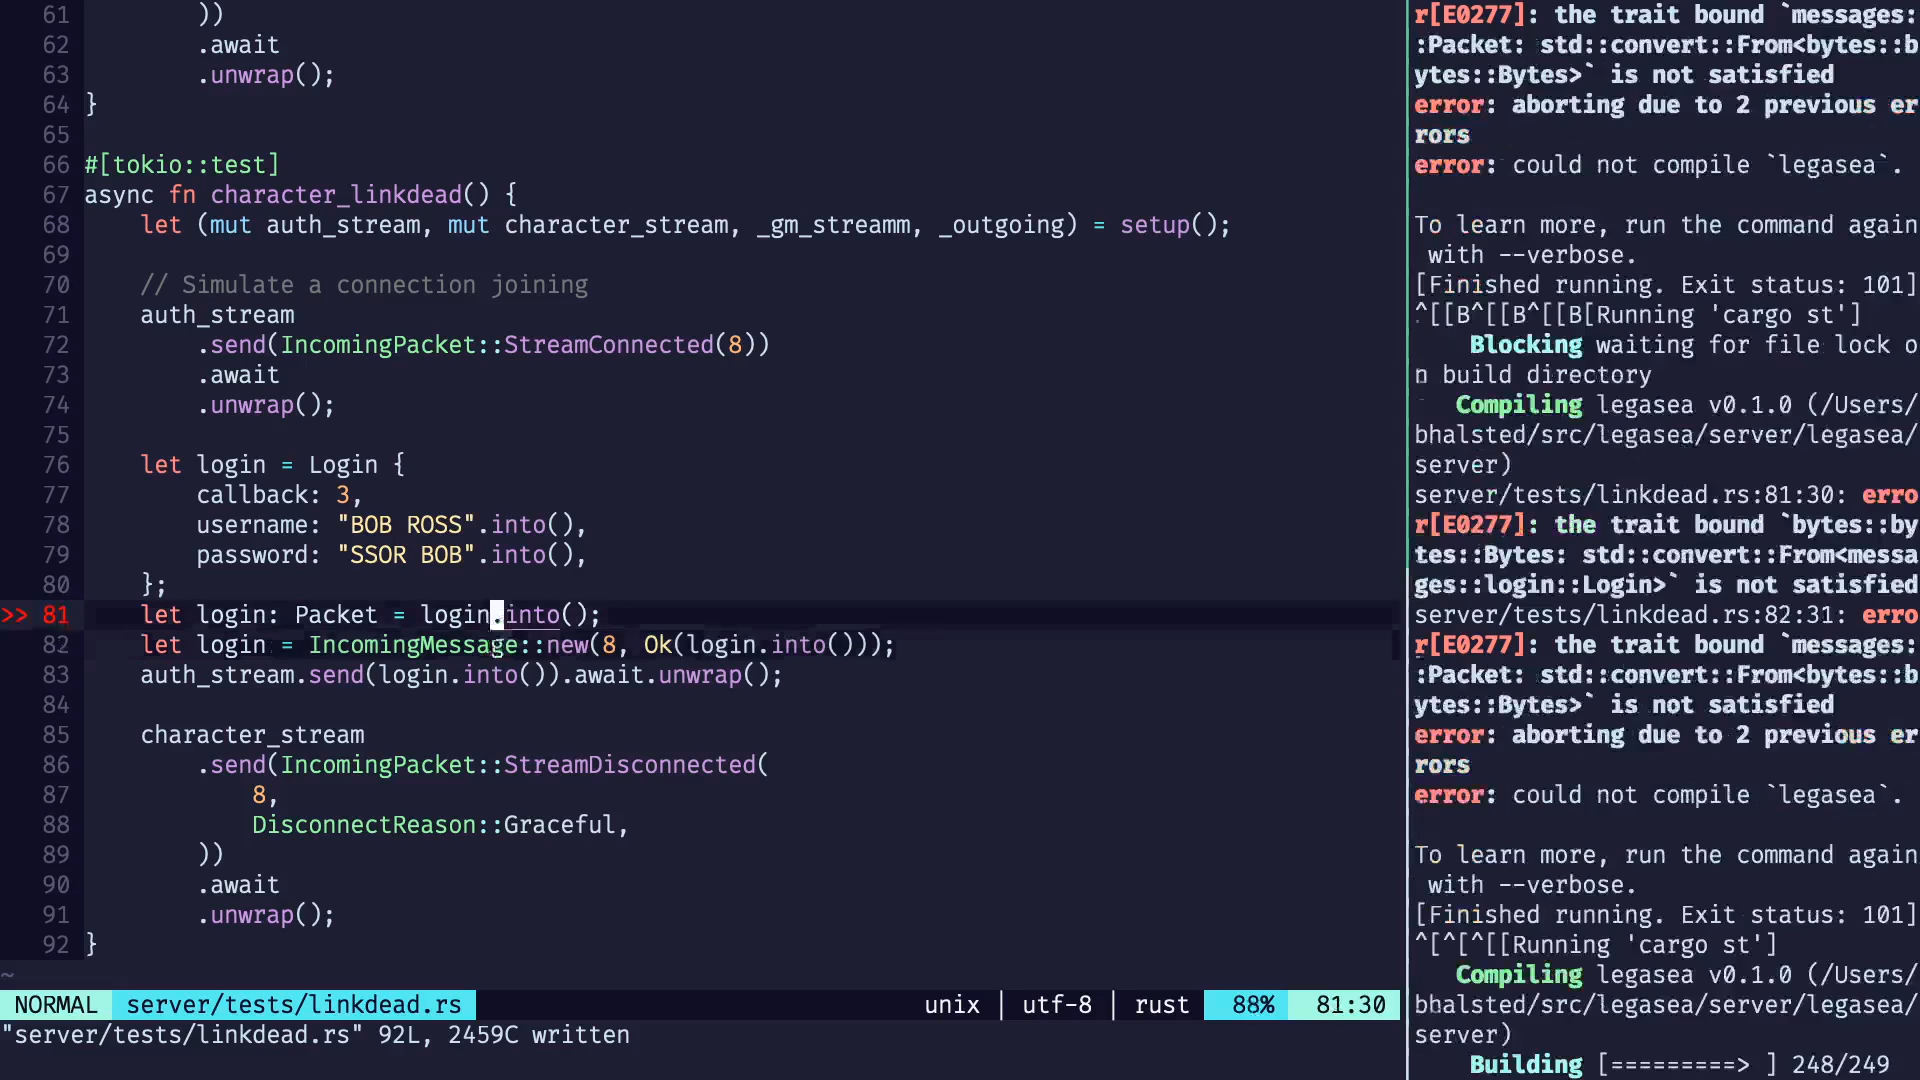 61         ))
62         .await
63         .unwrap();
64 }
65
66 #[tokio::test]
67 async fn character_linkdead() {
68     let (mut auth_stream, mut character_stream, _gm_streamm, _outgoing) = setup();
69
70     // Simulate a connection joining
71     auth_stream
72         .send(IncomingPacket::StreamConnected(8))
73         .await
74         .unwrap();
75
76     let login = Login {
77         callback: 3,
78         username: "BOB ROSS".into(),
79         password: "SSOR BOB".into(),
80     };
>> 81     let login: Packet = login.into();
82     let login = IncomingMessage::new(8, Ok(login.into()));
83     auth_stream.send(login.into()).await.unwrap();
84
85     character_stream
86         .send(IncomingPacket::StreamDisconnected(
87             8,
88             DisconnectReason::Graceful,
89         ))
90         .await
91         .unwrap();
92 }
~
NORMAL server/tests/linkdead.rs unix | utf-8 | rust 88% 81:30
"server/tests/linkdead.rs" 92L, 2459C written
r[E0277]: the trait bound `messages:
:Packet: std::convert::From<bytes::b
ytes::Bytes>` is not satisfied
error: aborting due to 2 previous er
rors
error: could not compile `legasea`.

To learn more, run the command again
 with --verbose.
[Finished running. Exit status: 101]
^[[B^[[B^[[B[Running 'cargo st']
    Blocking waiting for file lock o
n build directory
   Compiling legasea v0.1.0 (/Users/
bhalsted/src/legasea/server/legasea/
server)
server/tests/linkdead.rs:81:30: erro
r[E0277]: the trait bound `bytes::by
tes::Bytes: std::convert::From<messa
ges::login::Login>` is not satisfied
server/tests/linkdead.rs:82:31: erro
r[E0277]: the trait bound `messages:
:Packet: std::convert::From<bytes::b
ytes::Bytes>` is not satisfied
error: aborting due to 2 previous er
rors
error: could not compile `legasea`.

To learn more, run the command again
 with --verbose.
[Finished running. Exit status: 101]
^[^[^[[Running 'cargo st']
   Compiling legasea v0.1.0 (/Users/
bhalsted/src/legasea/server/legasea/
server)
    Building [=========> ] 248/249